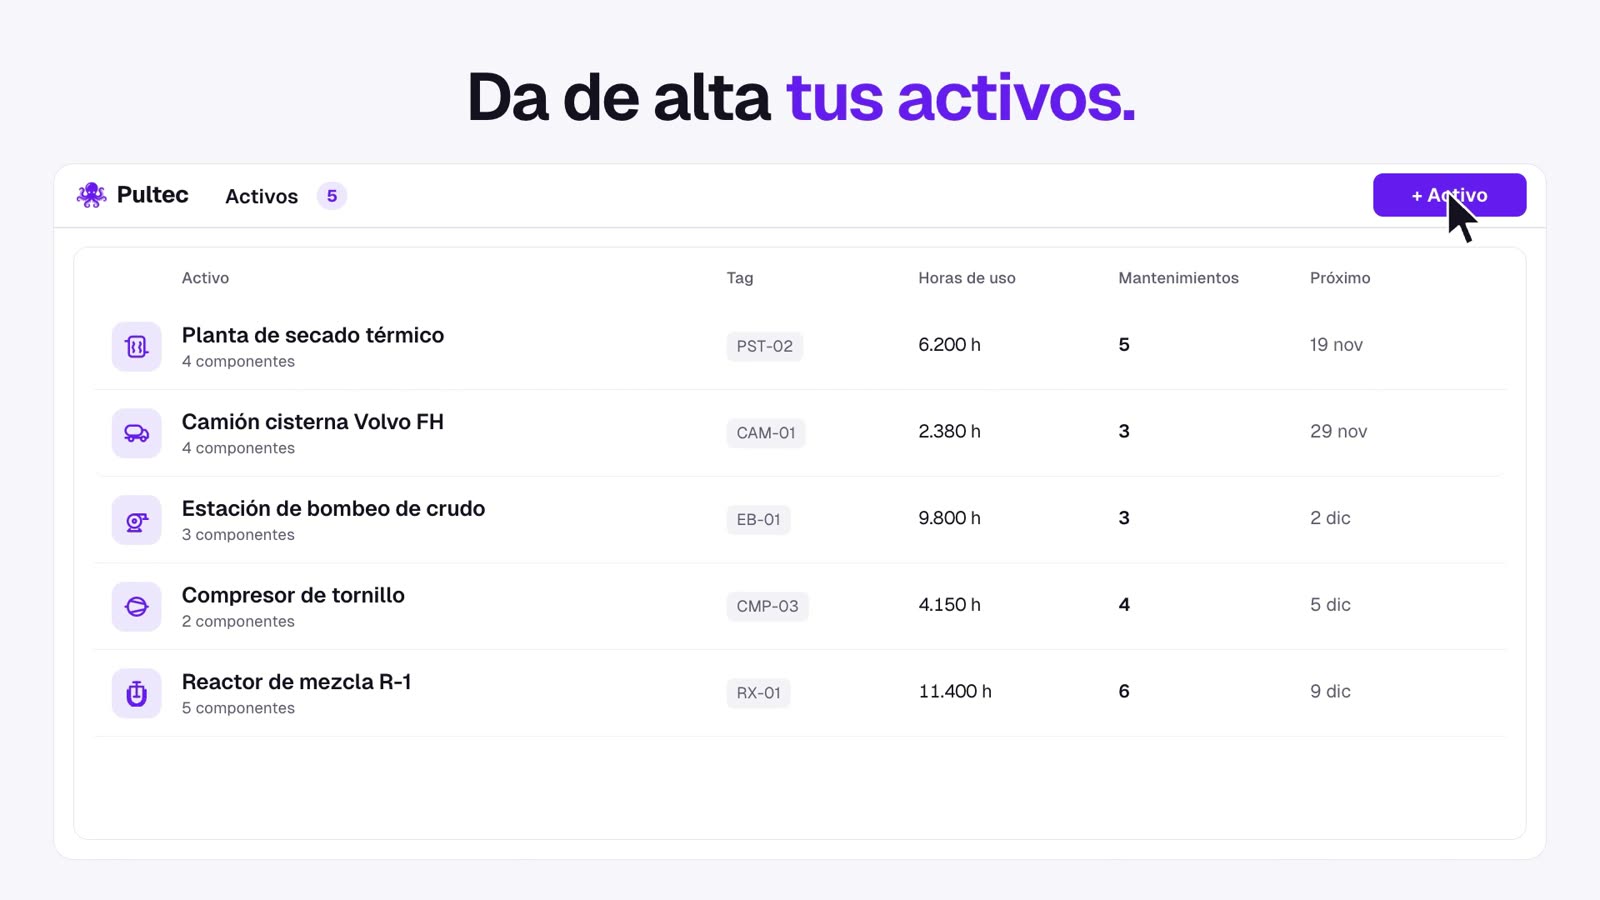 Da de alta tus activos.
Pultec Activos 5 + Activo
Activo Tag Horas de uso Mantenimientos Próximo
Planta de secado térmico
4 componentes
PST-02 6.200 h 5 19 nov
Camión cisterna Volvo FH
4 componentes
CAM-01 2.380 h 3 29 nov
Estación de bombeo de crudo
3 componentes
EB-01 9.800 h 3 2 dic
Compresor de tornillo
2 componentes
CMP-03 4.150 h 4 5 dic
Reactor de mezcla R-1
5 componentes
RX-01 11.400 h 6 9 dic